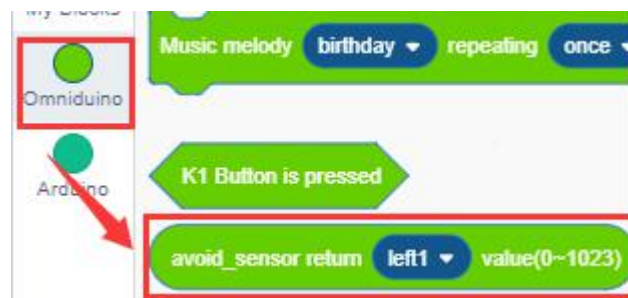 My Blocks
Omniduino
Arduino
Music melody birthday repeating once
K1 Button is pressed
avoid_sensor return left1 value(0~1023)